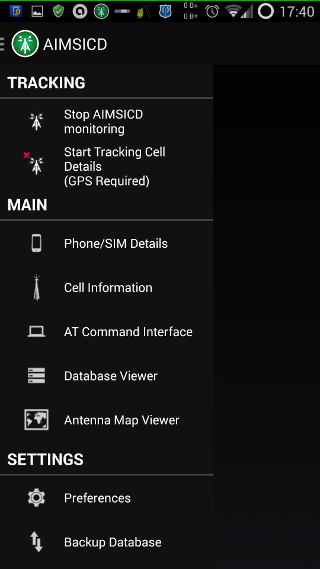 0 B↓
0 B↑
17:40
AIMSICD
TRACKING
Stop AIMSICD
monitoring
Start Tracking Cell
Details
(GPS Required)
MAIN
Phone/SIM Details
Cell Information
AT Command Interface
Database Viewer
Antenna Map Viewer
SETTINGS
Preferences
Backup Database